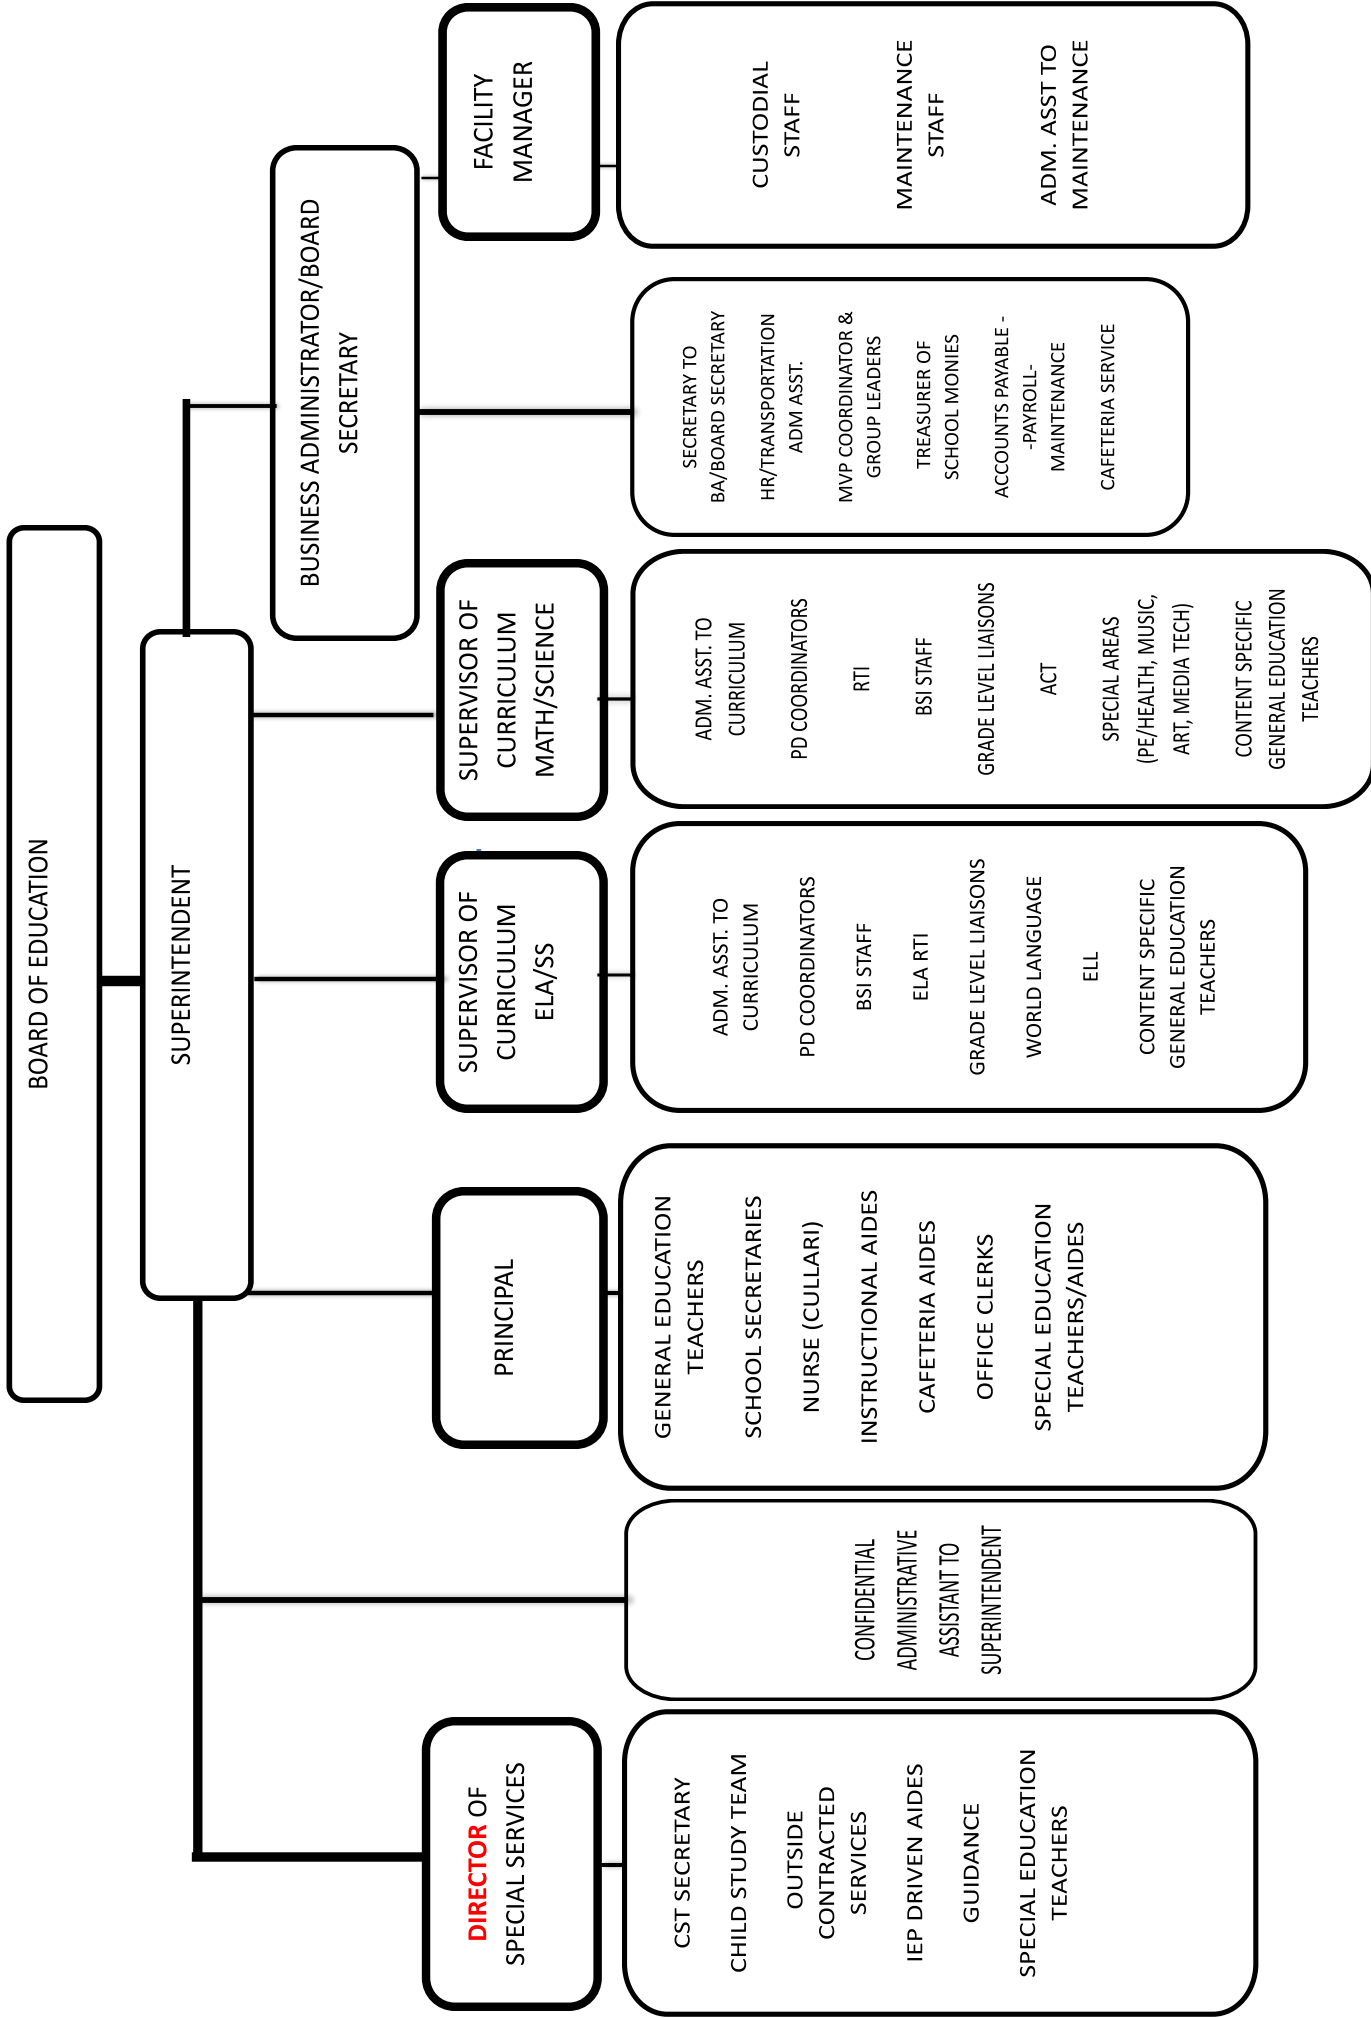 BOARD OF EDUCATION
SUPERINTENDENT
BUSINESS ADMINISTRATOR/BOARD
SECRETARY
DIRECTOR OF
SPECIAL SERVICES
PRINCIPAL
SUPERVISOR OF
CURRICULUM
ELA/SS
SUPERVISOR OF
CURRICULUM
MATH/SCIENCE
FACILITY
MANAGER
CST SECRETARY
CHILD STUDY TEAM
OUTSIDE
CONTRACTED
SERVICES
IEP DRIVEN AIDES
GUIDANCE
SPECIAL EDUCATION
TEACHERS
CONFIDENTIAL
ADMINISTRATIVE
ASSISTANT TO
SUPERINTENDENT
GENERAL EDUCATION
TEACHERS
SCHOOL SECRETARIES
NURSE (CULLARI)
INSTRUCTIONAL AIDES
CAFETERIA AIDES
OFFICE CLERKS
SPECIAL EDUCATION
TEACHERS/AIDES
ADM. ASST. TO
CURRICULUM
PD COORDINATORS
BSI STAFF
ELA RTI
GRADE LEVEL LIAISONS
WORLD LANGUAGE
ELL
CONTENT SPECIFIC
GENERAL EDUCATION
TEACHERS
ADM. ASST. TO
CURRICULUM
PD COORDINATORS
RTI
BSI STAFF
GRADE LEVEL LIAISONS
ACT
SPECIAL AREAS
(PE/HEALTH, MUSIC,
ART, MEDIA TECH)
CONTENT SPECIFIC
GENERAL EDUCATION
TEACHERS
SECRETARY TO
BA/BOARD SECRETARY
HR/TRANSPORTATION
ADM ASST.
MVP COORDINATOR &
GROUP LEADERS
TREASURER OF
SCHOOL MONIES
ACCOUNTS PAYABLE -
-PAYROLL-
MAINTENANCE
CAFETERIA SERVICE
CUSTODIAL
STAFF
MAINTENANCE
STAFF
ADM. ASST TO
MAINTENANCE